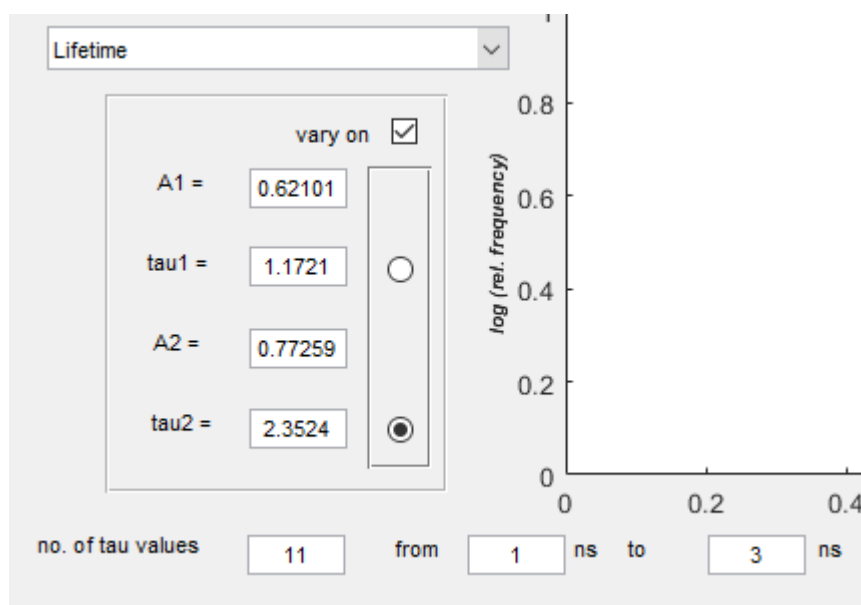 Lifetime
vary on
A1 = 0.62101
tau1 = 1.1721
A2 = 0.77259
tau2 = 2.3524
no. of tau values 11 from 1 ns to 3 ns
log (rel. frequency)
0.8
0.6
0.4
0.2
0
0 0.2 0.4